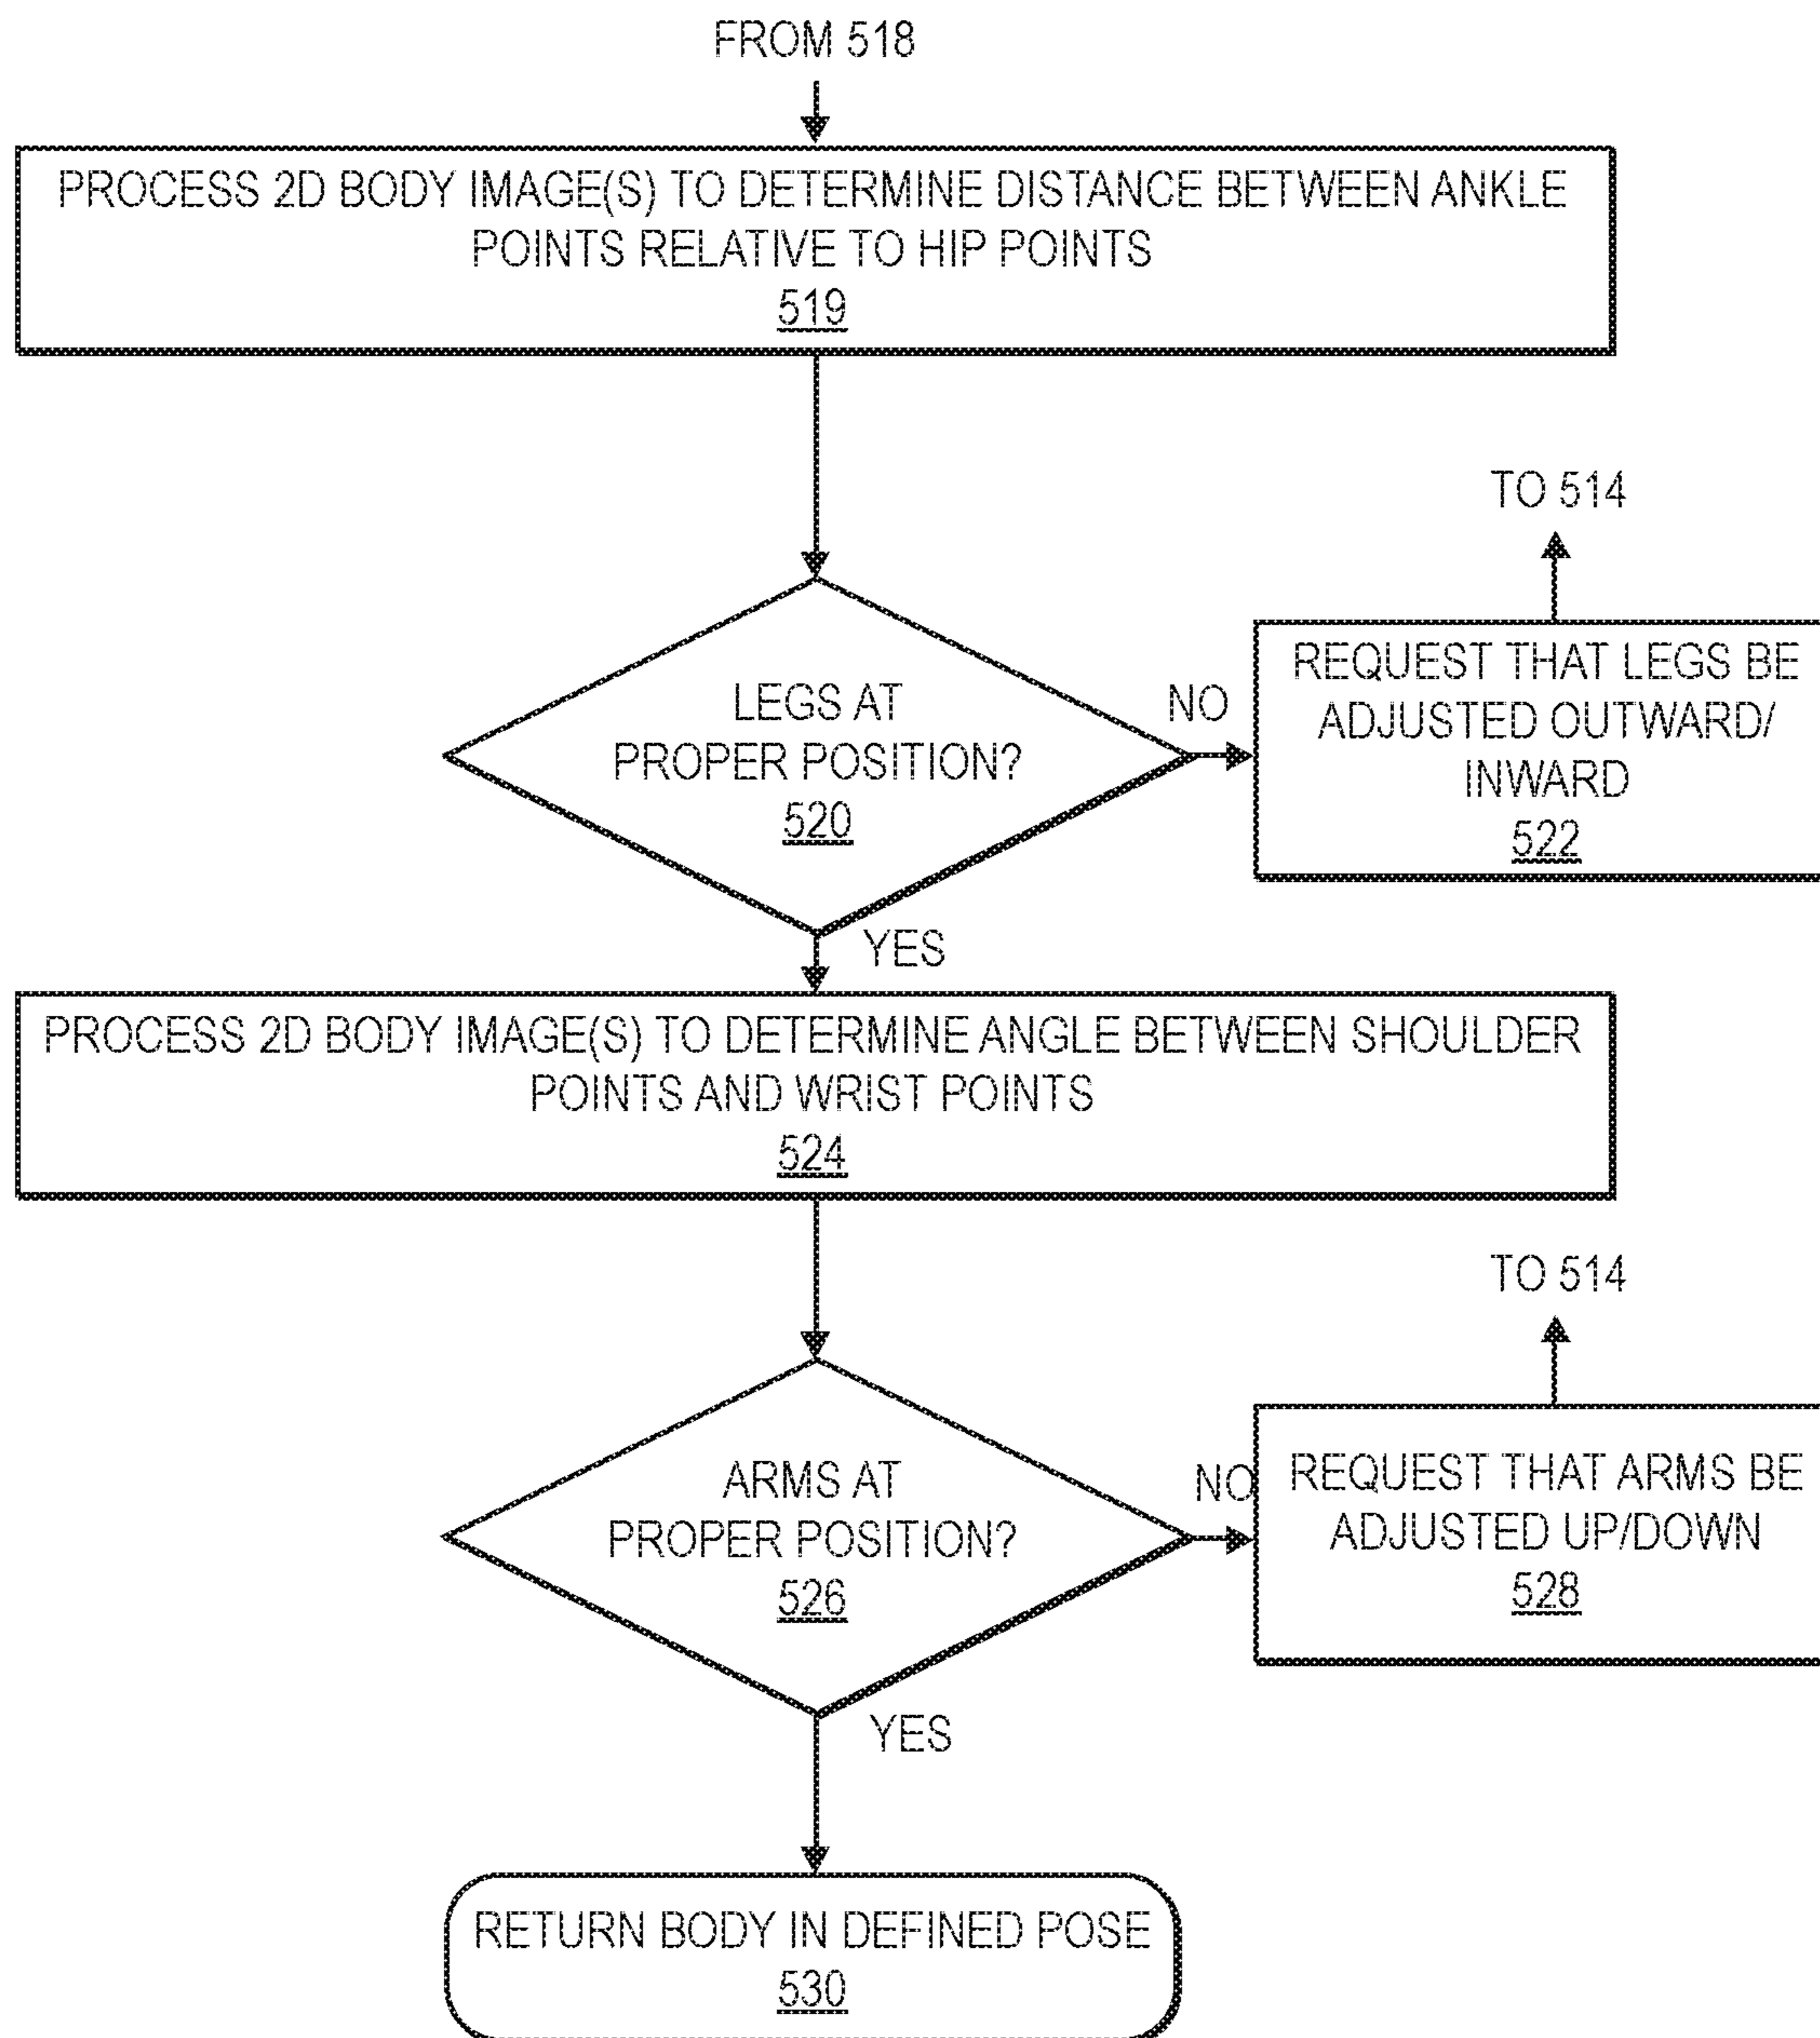 FROM 518
PROCESS 2D BODY IMAGE(S) TO DETERMINE DISTANCE BETWEEN ANKLE
POINTS RELATIVE TO HIP POINTS
519
TO 514
LEGS AT
PROPER POSITION?
520
NO
REQUEST THAT LEGS BE
ADJUSTED OUTWARD/
INWARD
522
YES
PROCESS 2D BODY IMAGE(S) TO DETERMINE ANGLE BETWEEN SHOULDER
POINTS AND WRIST POINTS
524
TO 514
ARMS AT
PROPER POSITION?
526
NO
REQUEST THAT ARMS BE
ADJUSTED UP/DOWN
528
YES
RETURN BODY IN DEFINED POSE
530